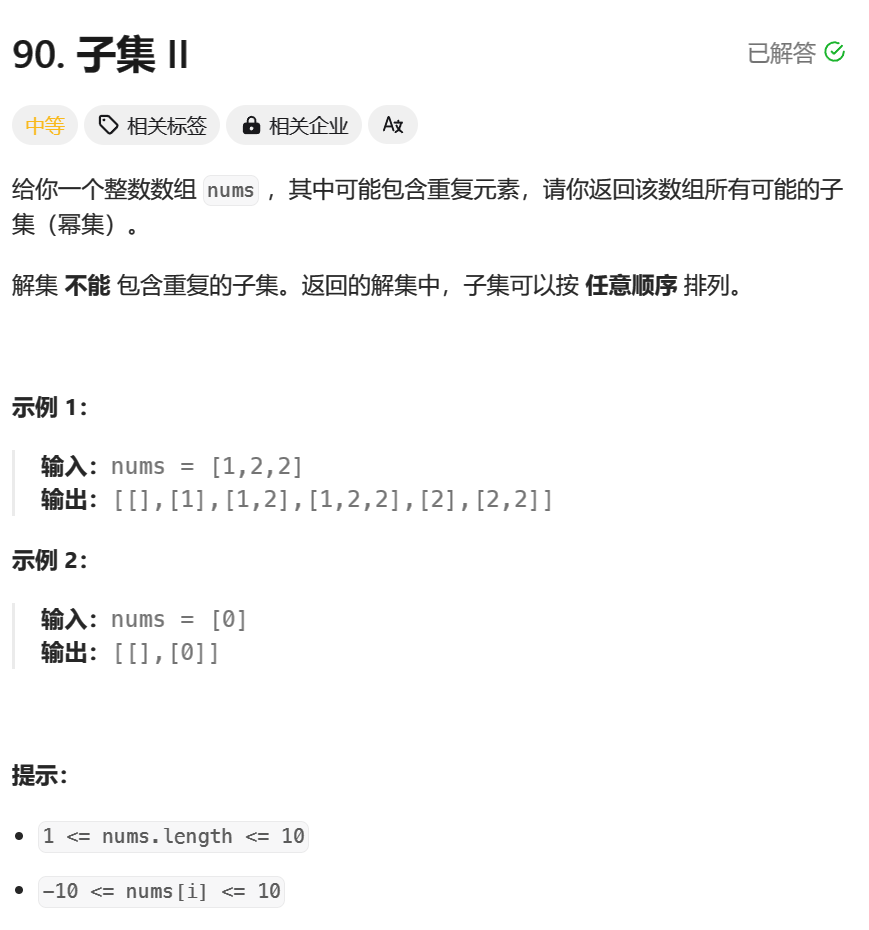 90. 子集 II
已解答
中等
相关标签
相关企业
给你一个整数数组 nums ，其中可能包含重复元素，请你返回该数组所有可能的子
集（幂集）。
解集 不能 包含重复的子集。返回的解集中，子集可以按 任意顺序 排列。
示例 1：
输入：nums = [1,2,2]
输出：[[],[1],[1,2],[1,2,2],[2],[2,2]]
示例 2：
输入：nums = [0]
输出：[[],[0]]
提示：
1 <= nums.length <= 10
-10 <= nums[i] <= 10